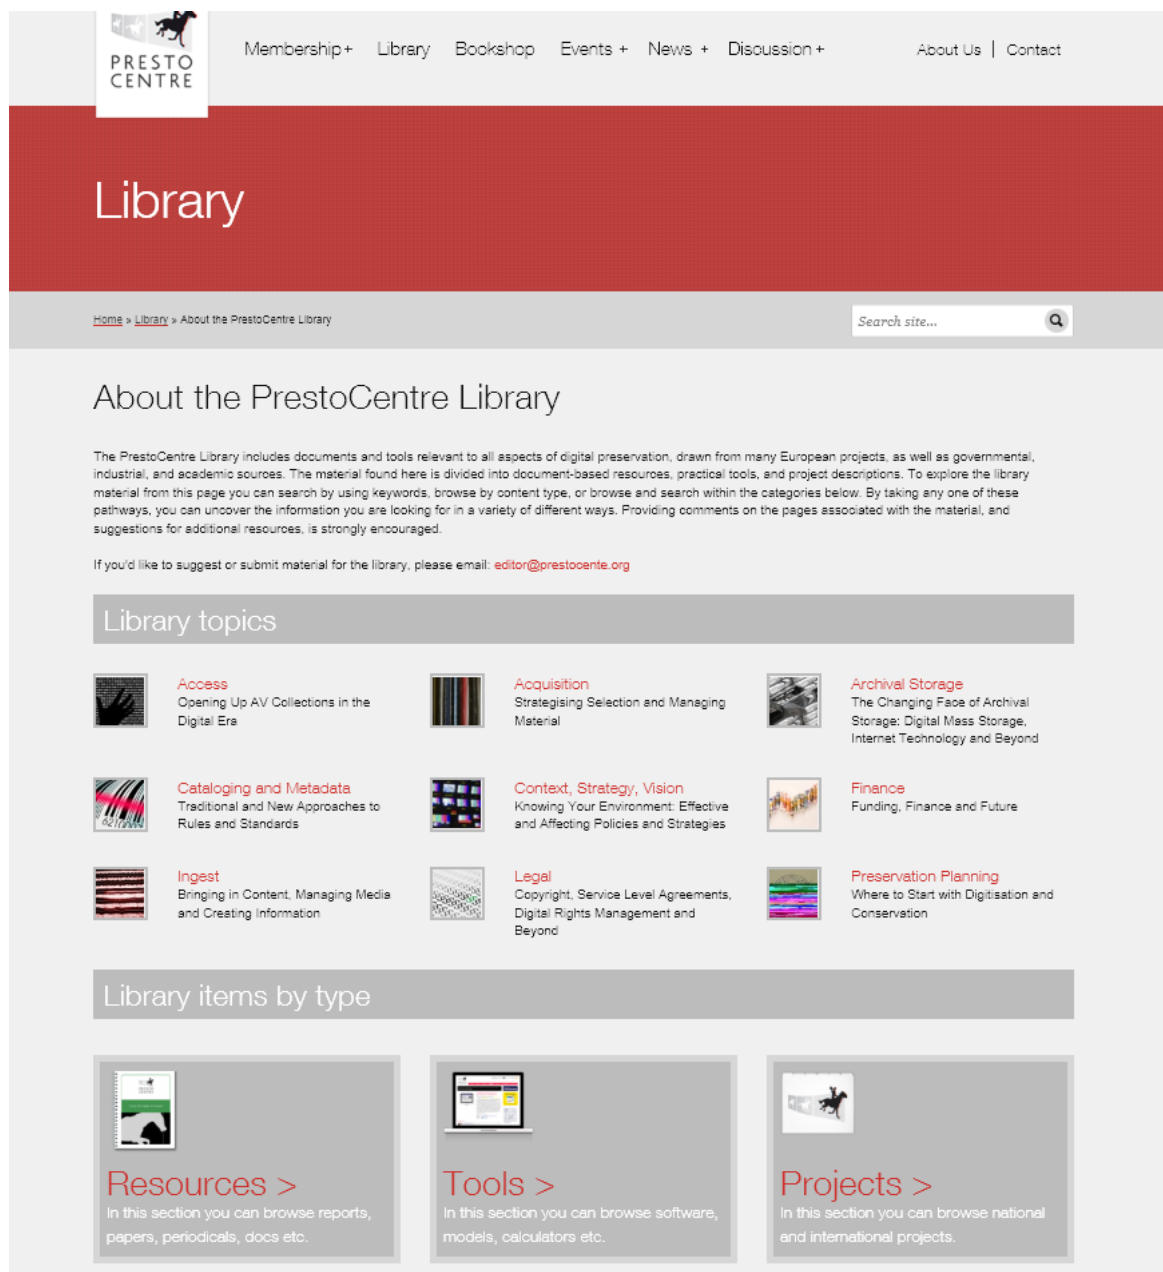 PRESTO
CENTRE
Membership+ Library Bookshop Events + News + Discussion + About Us | Contact
Library
Home » Library » About the PrestoCentre Library
Search site...
About the PrestoCentre Library
The PrestoCentre Library includes documents and tools relevant to all aspects of digital preservation, drawn from many European projects, as well as governmental,
industrial, and academic sources. The material found here is divided into document-based resources, practical tools, and project descriptions. To explore the library
material from this page you can search by using keywords, browse by content type, or browse and search within the categories below. By taking any one of these
pathways, you can uncover the information you are looking for in a variety of different ways. Providing comments on the pages associated with the material, and
suggestions for additional resources, is strongly encouraged.
If you'd like to suggest or submit material for the library, please email: editor@prestocente.org
Library topics
Access
Opening Up AV Collections in the
Digital Era
Acquisition
Strategising Selection and Managing
Material
Archival Storage
The Changing Face of Archival
Storage: Digital Mass Storage,
Internet Technology and Beyond
Cataloging and Metadata
Traditional and New Approaches to
Rules and Standards
Context, Strategy, Vision
Knowing Your Environment: Effective
and Affecting Policies and Strategies
Finance
Funding, Finance and Future
Ingest
Bringing in Content, Managing Media
and Creating Information
Legal
Copyright, Service Level Agreements,
Digital Rights Management and
Beyond
Preservation Planning
Where to Start with Digitisation and
Conservation
Library items by type
Resources >
In this section you can browse reports,
papers, periodicals, docs etc.
Tools >
In this section you can browse software,
models, calculators etc.
Projects >
In this section you can browse national
and international projects.